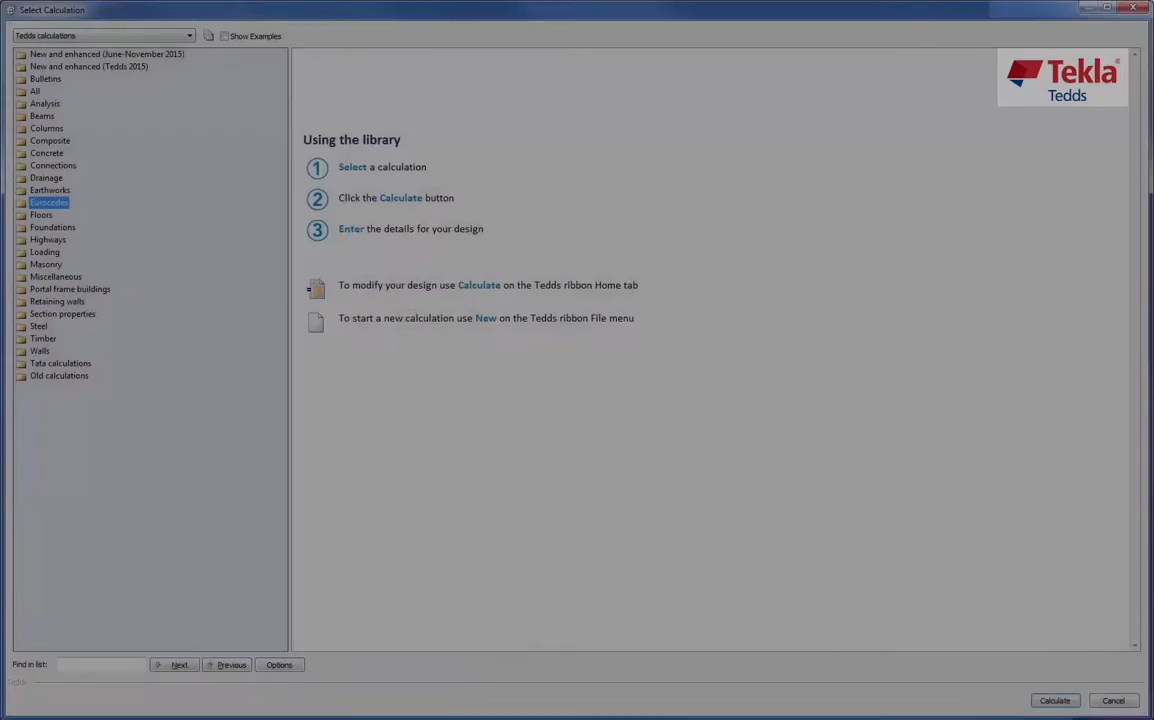 Select Calculation
Tedds calculations
Show Examples
New and enhanced (June-November 2015)
New and enhanced (Tedds 2015)
Bulletins
All
Analysis
Beams
Columns
Composite
Concrete
Connections
Drainage
Earthworks
Eurocodes
Floors
Foundations
Highways
Loading
Masonry
Miscellaneous
Portal frame buildings
Retaining walls
Section properties
Steel
Timber
Walls
Tata calculations
Old calculations
Tekla®
Tedds
Using the library
1 Select a calculation
2 Click the Calculate button
3 Enter the details for your design
To modify your design use Calculate on the Tedds ribbon Home tab
To start a new calculation use New on the Tedds ribbon File menu
Find in list:
Next
Previous
Options
Tedds
Calculate
Cancel